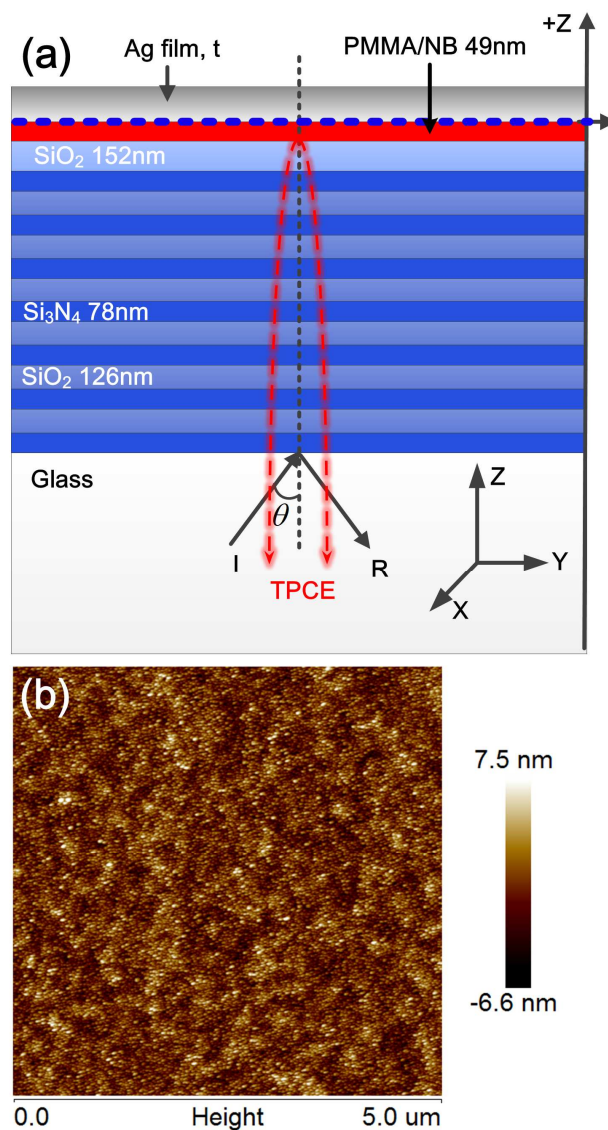 (a)
Ag film, t
PMMA/NB 49nm
+Z
SiO₂ 152nm
Si₃N₄ 78nm
SiO₂ 126nm
Glass
θ
I
R
TPCE
Z
Y
X
(b)
7.5 nm
-6.6 nm
0.0
Height
5.0 um